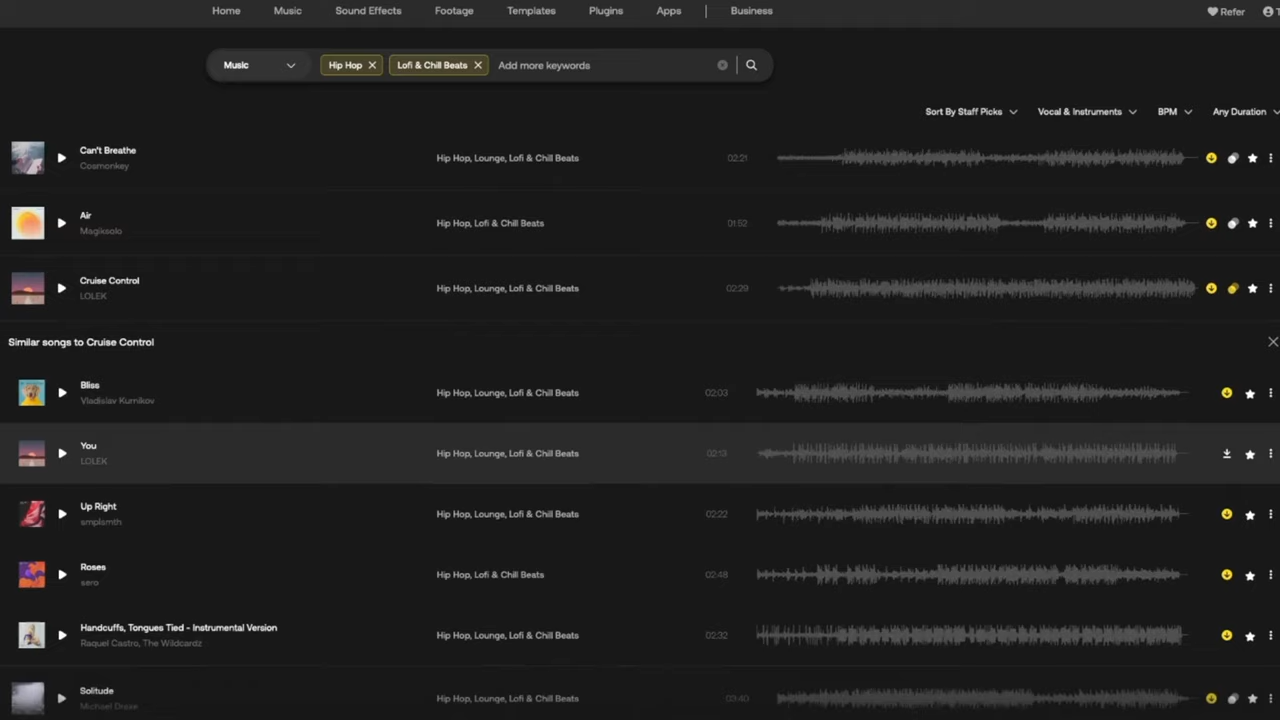 Home Music Sound Effects Footage Templates Plugins Apps Business Refer
Music Hip Hop Lofi & Chill Beats Add more keywords
Sort By Staff Picks Vocal & Instruments BPM Any Duration
Can't Breathe
Cosmonkey
Hip Hop, Lounge, Lofi & Chill Beats 02:21
Air
Magiksolo
Hip Hop, Lofi & Chill Beats 01:52
Cruise Control
LOLEK
Hip Hop, Lounge, Lofi & Chill Beats 02:29
Similar songs to Cruise Control
Bliss
Vladislav Kurnikov
Hip Hop, Lounge, Lofi & Chill Beats 02:03
You
LOLEK
Hip Hop, Lounge, Lofi & Chill Beats 02:13
Up Right
smplsmth
Hip Hop, Lounge, Lofi & Chill Beats 02:22
Roses
sero
Hip Hop, Lofi & Chill Beats 02:48
Handcuffs, Tongues Tied - Instrumental Version
Raquel Castro, The Wildcardz
Hip Hop, Lounge, Lofi & Chill Beats 02:32
Solitude
Michael Drake
Hip Hop, Lounge, Lofi & Chill Beats 03:40